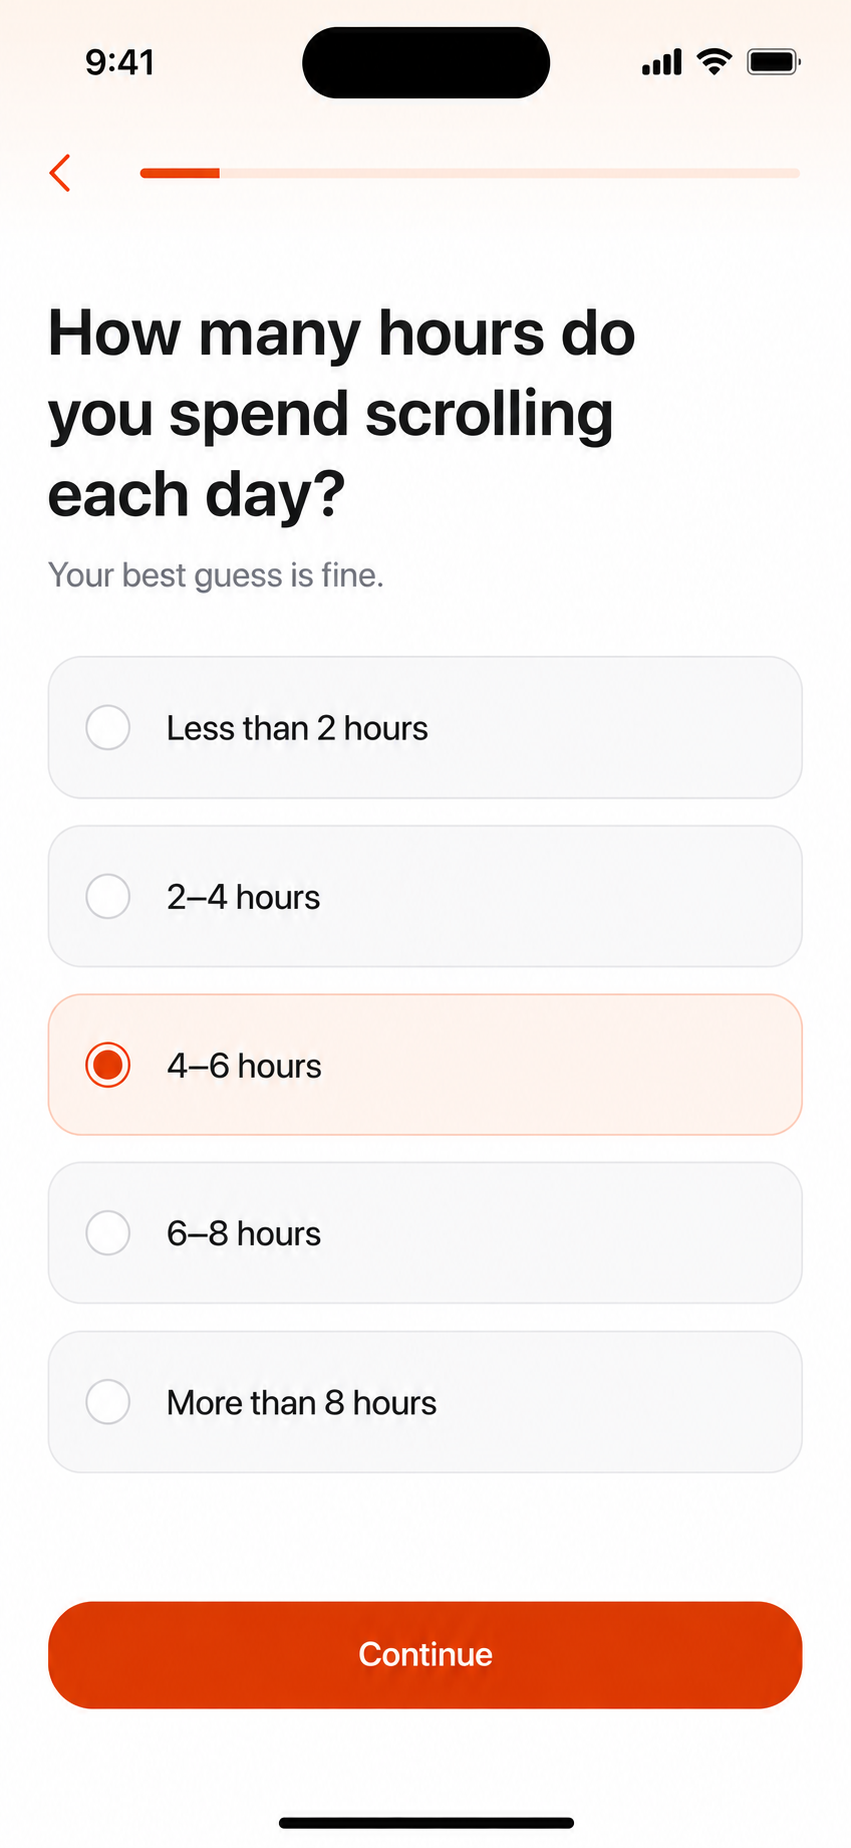 9:41
How many hours do
you spend scrolling
each day?
Your best guess is fine.
Less than 2 hours
2–4 hours
4–6 hours
6–8 hours
More than 8 hours
Continue